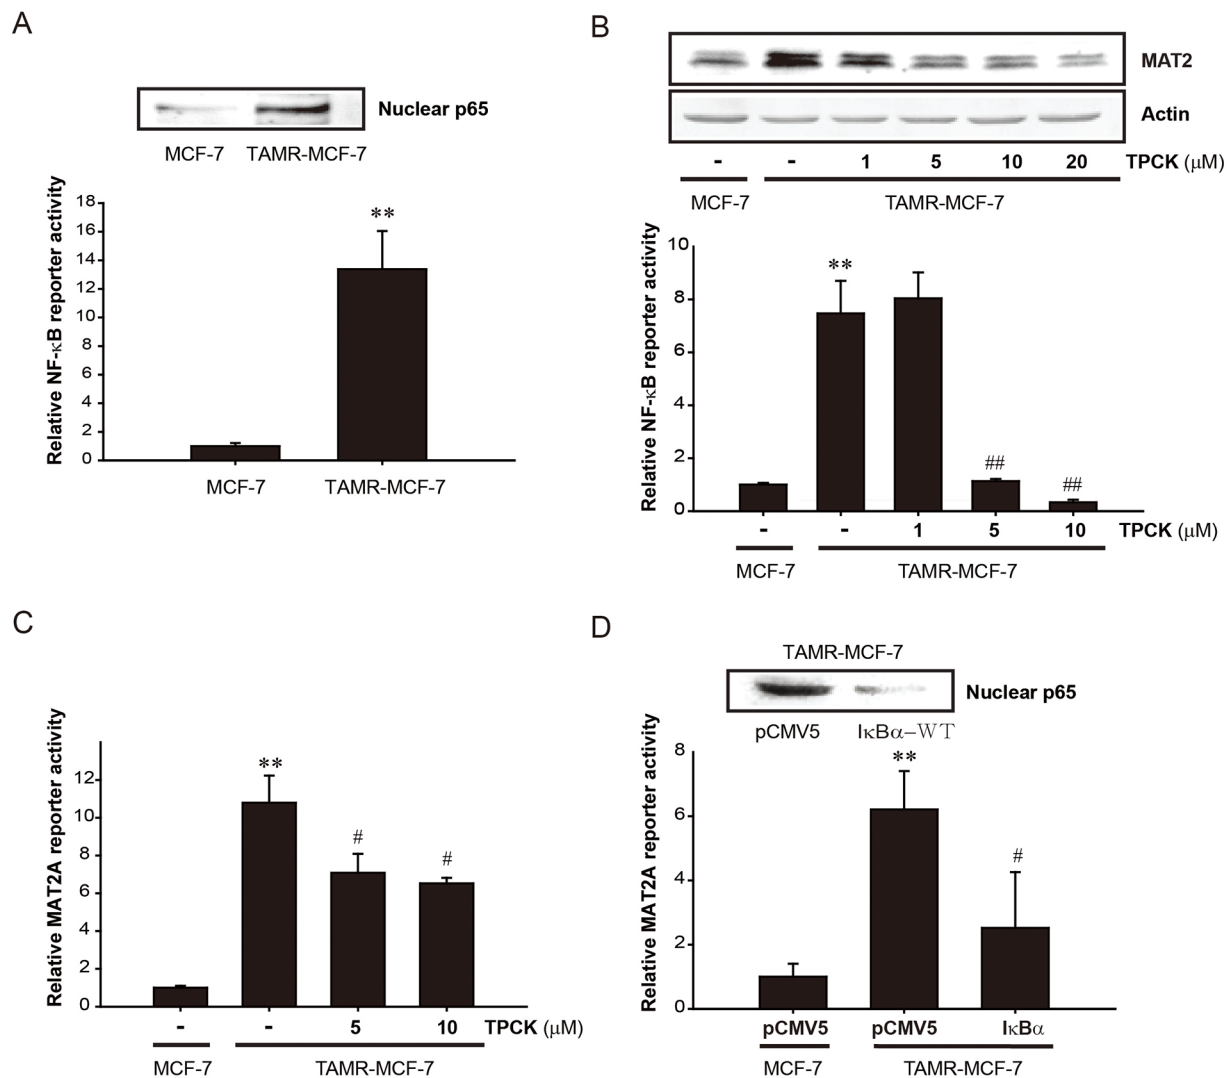 A
Nuclear p65
MCF-7 TAMR-MCF-7
Relative NF-κB reporter activity
18
16
14
12
10
8
6
4
2
0
**
MCF-7 TAMR-MCF-7
B
MAT2
Actin
- - 1 5 10 20 TPCK (μM)
MCF-7 TAMR-MCF-7
Relative NF-κB reporter activity
10
8
6
4
2
0
**
##
##
- - 1 5 10 TPCK (μM)
MCF-7 TAMR-MCF-7
C
Relative MAT2A reporter activity
12
10
8
6
4
2
0
**
#
#
- - 5 10 TPCK (μM)
MCF-7 TAMR-MCF-7
D
TAMR-MCF-7
Nuclear p65
pCMV5 IκBα–WT
Relative MAT2A reporter activity
8
6
4
2
0
**
#
pCMV5 pCMV5 IκBα
MCF-7 TAMR-MCF-7